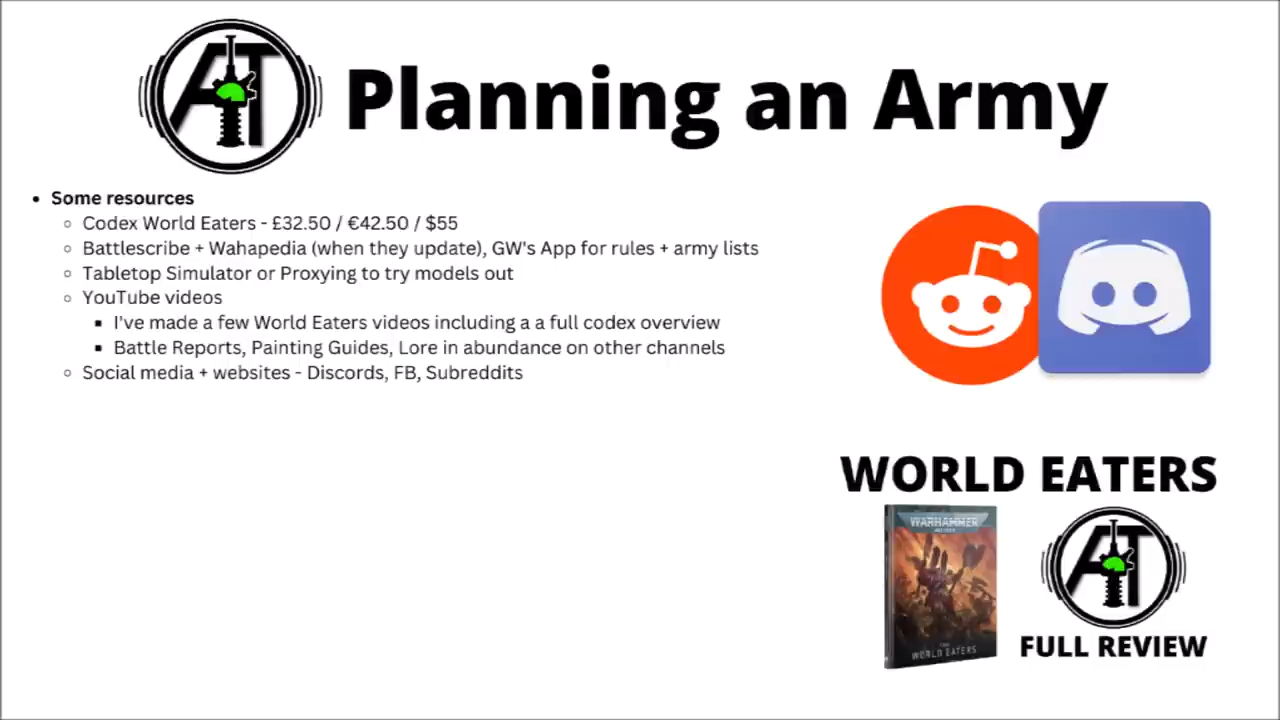 AT Planning an Army
• Some resources
◦ Codex World Eaters - £32.50 / €42.50 / $55
◦ Battlescribe + Wahapedia (when they update), GW's App for rules + army lists
◦ Tabletop Simulator or Proxying to try models out
◦ YouTube videos
▪ I've made a few World Eaters videos including a a full codex overview
▪ Battle Reports, Painting Guides, Lore in abundance on other channels
◦ Social media + websites - Discords, FB, Subreddits
WORLD EATERS
WARHAMMER
WORLD EATERS
AT
FULL REVIEW